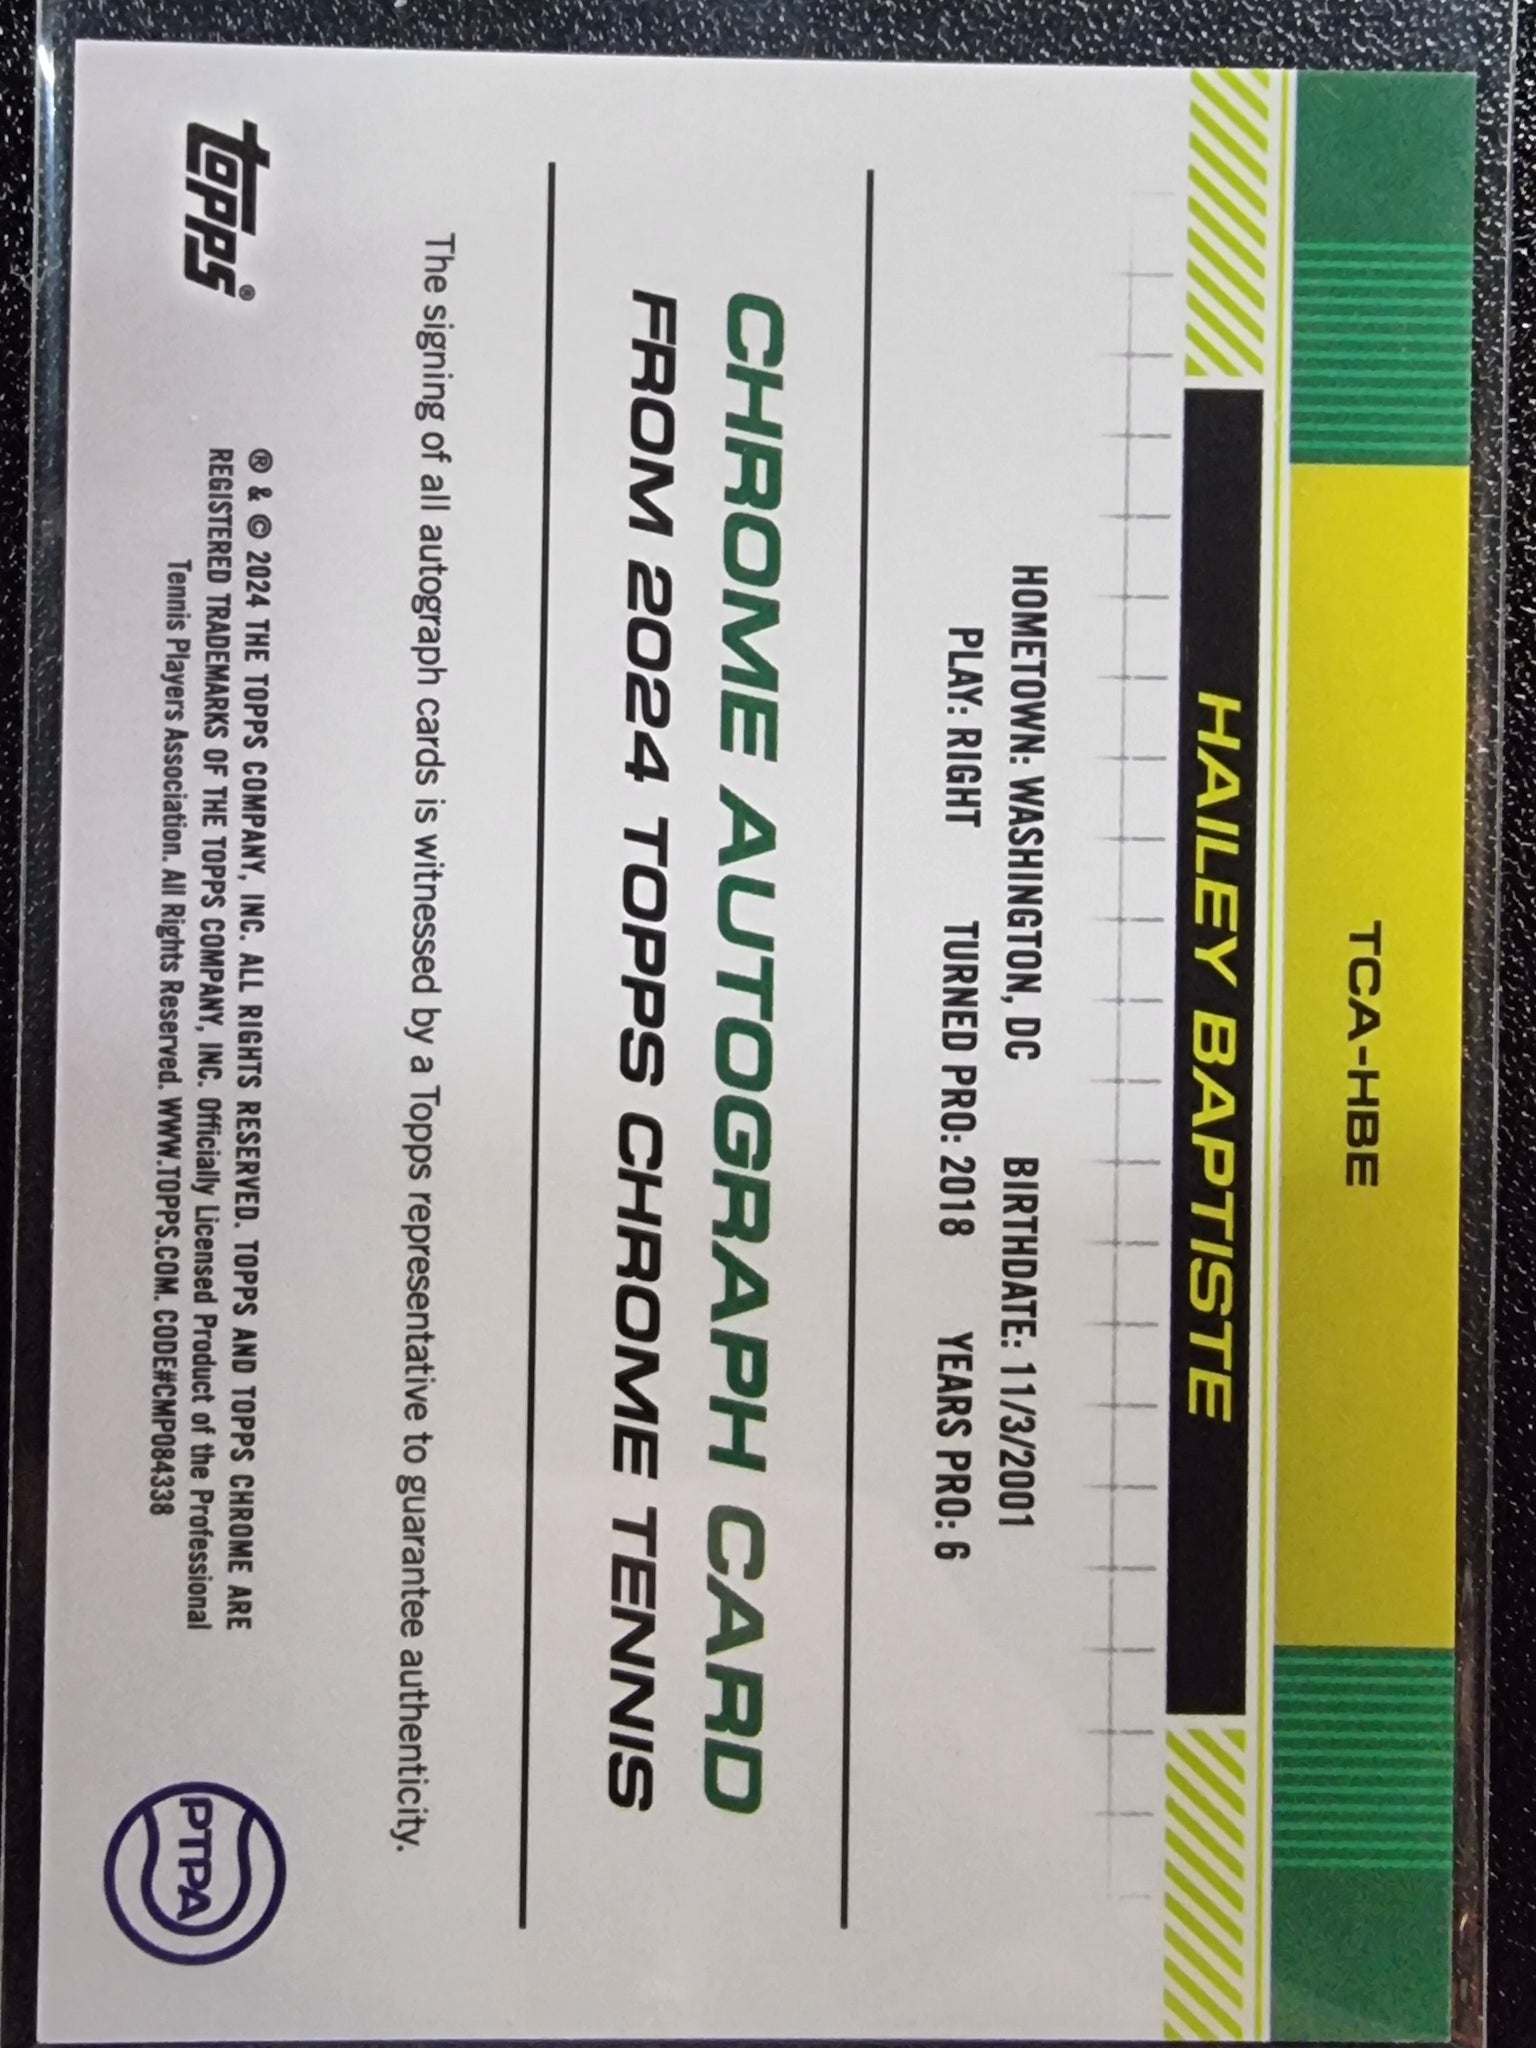 TCA-HBE
HAILEY BAPTISTE
HOMETOWN: WASHINGTON, DC BIRTHDATE: 11/3/2001
PLAY: RIGHT TURNED PRO: 2018 YEARS PRO: 6
CHROME AUTOGRAPH CARD
FROM 2024 TOPPS CHROME TENNIS
The signing of all autograph cards is witnessed by a Topps representative to guarantee authenticity.
topps®
® & © 2024 THE TOPPS COMPANY, INC. ALL RIGHTS RESERVED. TOPPS AND TOPPS CHROME ARE
REGISTERED TRADEMARKS OF THE TOPPS COMPANY, INC. Officially Licensed Product of the Professional
Tennis Players Association. All Rights Reserved. WWW.TOPPS.COM. CODE#CMP084338
PTPA